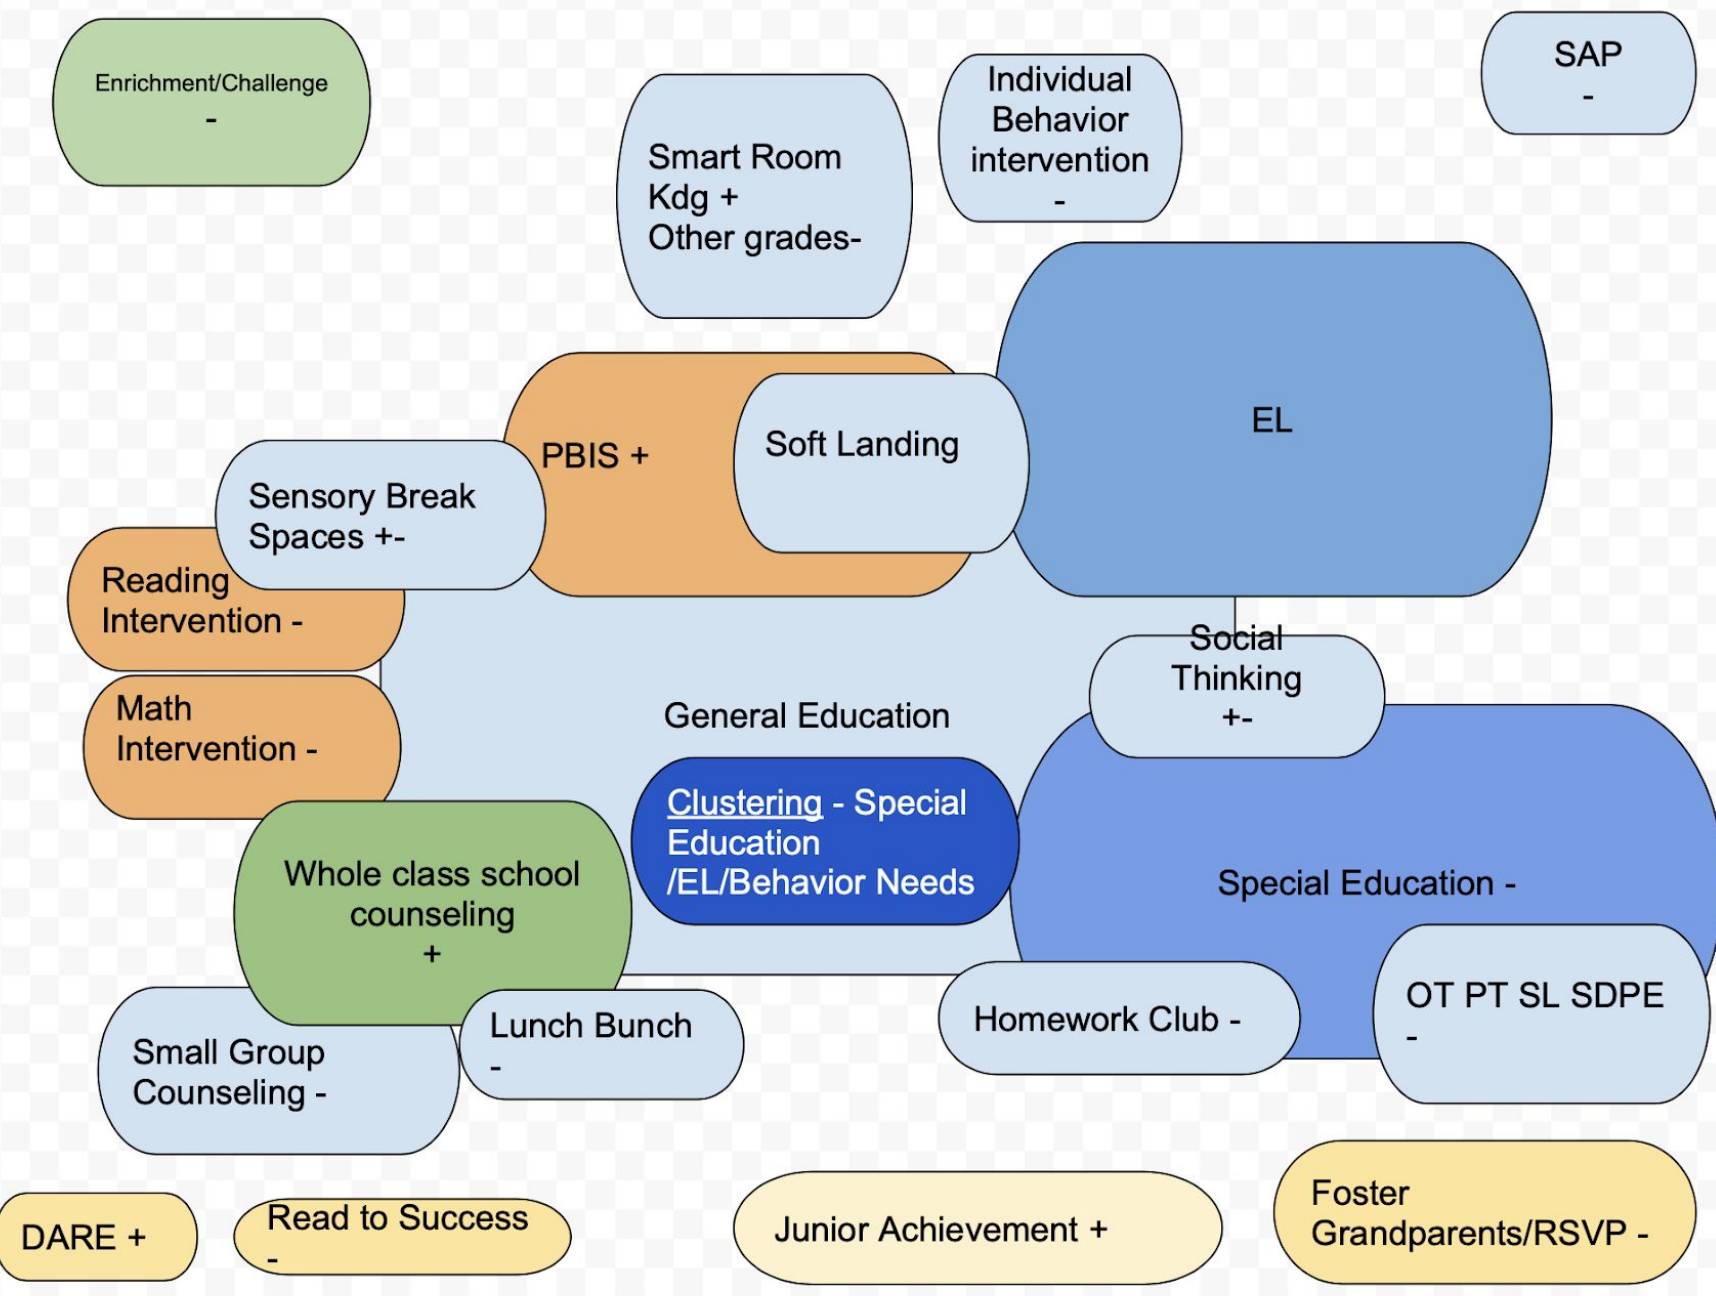 Enrichment/Challenge
-
SAP
-
Individual
Behavior
intervention
-
Smart Room
Kdg +
Other grades-
EL
PBIS +
Soft Landing
Sensory Break
Spaces +-
Reading
Intervention -
Social
Thinking
+-
Math
Intervention -
General Education
Clustering - Special
Education
/EL/Behavior Needs
Whole class school
counseling
+
Special Education -
OT PT SL SDPE
-
Homework Club -
Lunch Bunch
-
Small Group
Counseling -
DARE +
Read to Success
-
Junior Achievement +
Foster
Grandparents/RSVP -